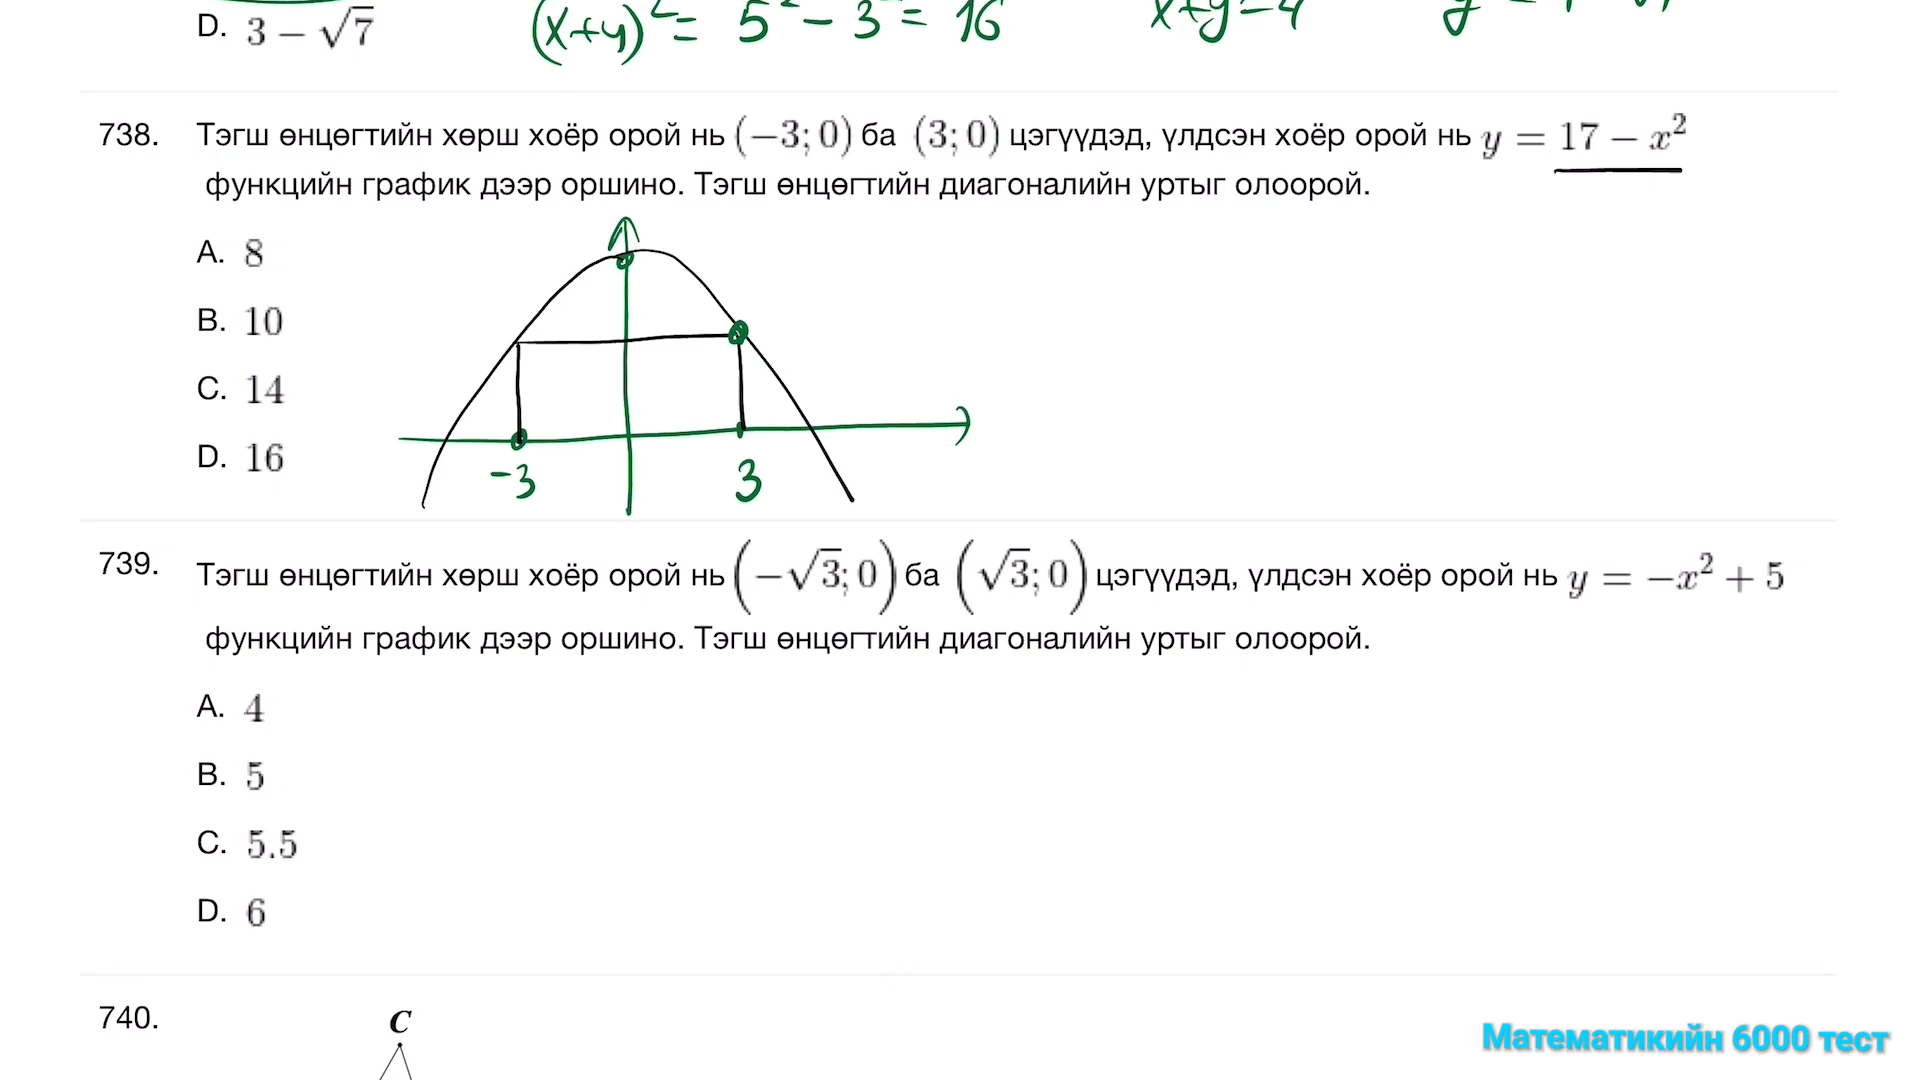 D. 3 − √7
(x+y)² = 5² − 3 = 16 x+y=4
738. Тэгш өнцөгтийн хөрш хоёр орой нь (−3; 0) ба (3; 0) цэгүүдэд, үлдсэн хоёр орой нь y = 17 − x²
функцийн график дээр оршино. Тэгш өнцөгтийн диагоналийн уртыг олоорой.
A. 8
B. 10
C. 14
D. 16
-3 3
739. Тэгш өнцөгтийн хөрш хоёр орой нь (−√3; 0) ба (√3; 0) цэгүүдэд, үлдсэн хоёр орой нь y = −x² + 5
функцийн график дээр оршино. Тэгш өнцөгтийн диагоналийн уртыг олоорой.
A. 4
B. 5
C. 5.5
D. 6
740.
C
Математикийн 6000 тест